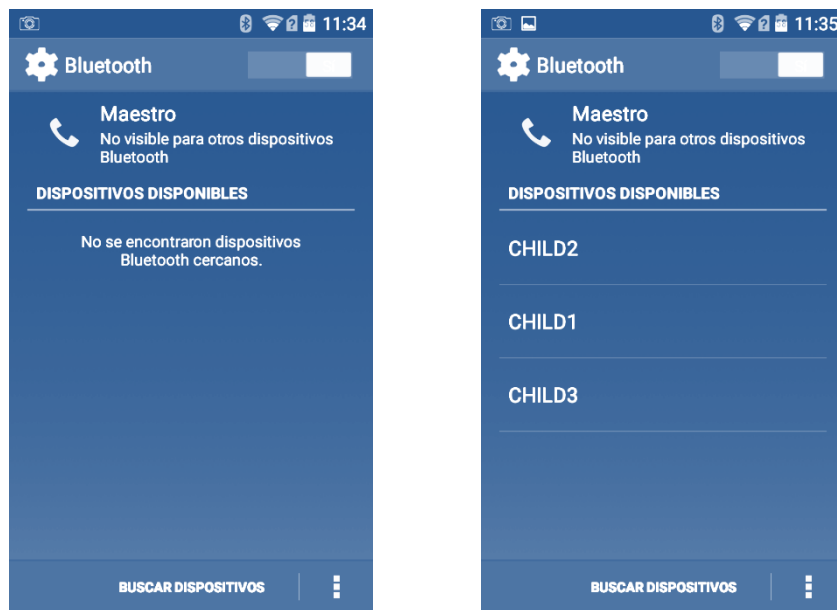 11:34
Bluetooth
Maestro
No visible para otros dispositivos
Bluetooth
DISPOSITIVOS DISPONIBLES
No se encontraron dispositivos
Bluetooth cercanos.
BUSCAR DISPOSITIVOS
11:35
Bluetooth
Maestro
No visible para otros dispositivos
Bluetooth
DISPOSITIVOS DISPONIBLES
CHILD2
CHILD1
CHILD3
BUSCAR DISPOSITIVOS